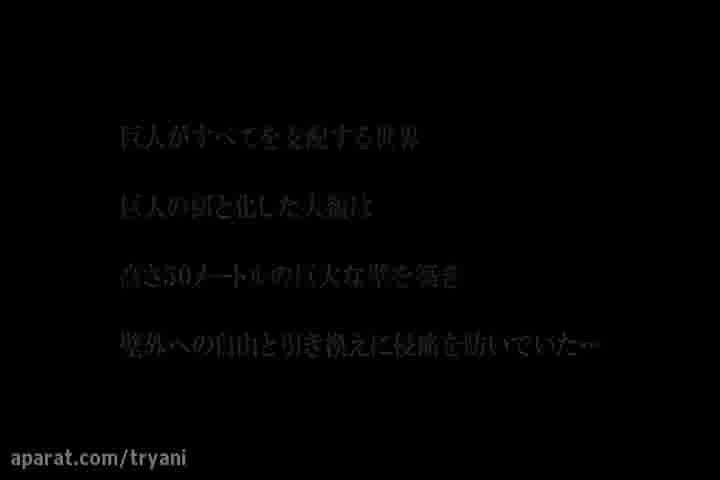 巨人がすべてを支配する世界
巨人の餌と化した人類は
高さ50メートルの巨大な壁を築き
壁外への自由と引き換えに侵略を防いでいた…
aparat.com/tryani